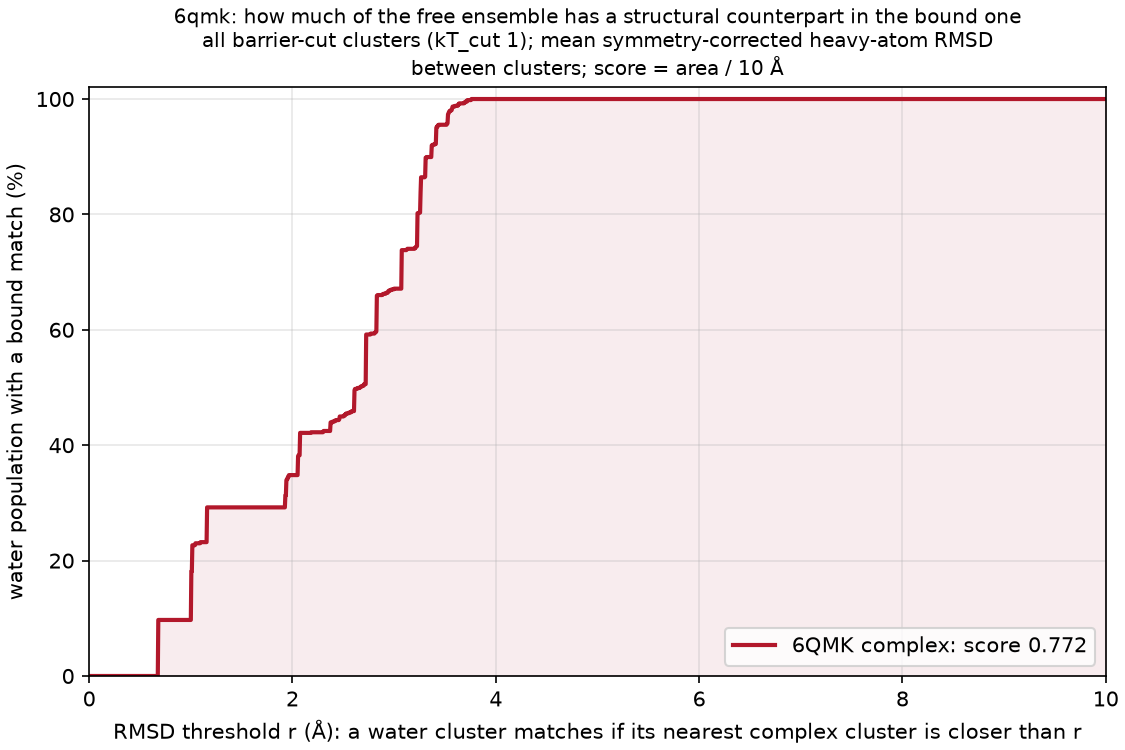 6qmk: how much of the free ensemble has a structural counterpart in the bound one
all barrier-cut clusters (kT_cut 1); mean symmetry-corrected heavy-atom RMSD
between clusters; score = area / 10 Å
water population with a bound match (%)
100
80
60
40
20
0
6QMK complex: score 0.772
0 2 4 6 8 10
RMSD threshold r (Å): a water cluster matches if its nearest complex cluster is closer than r